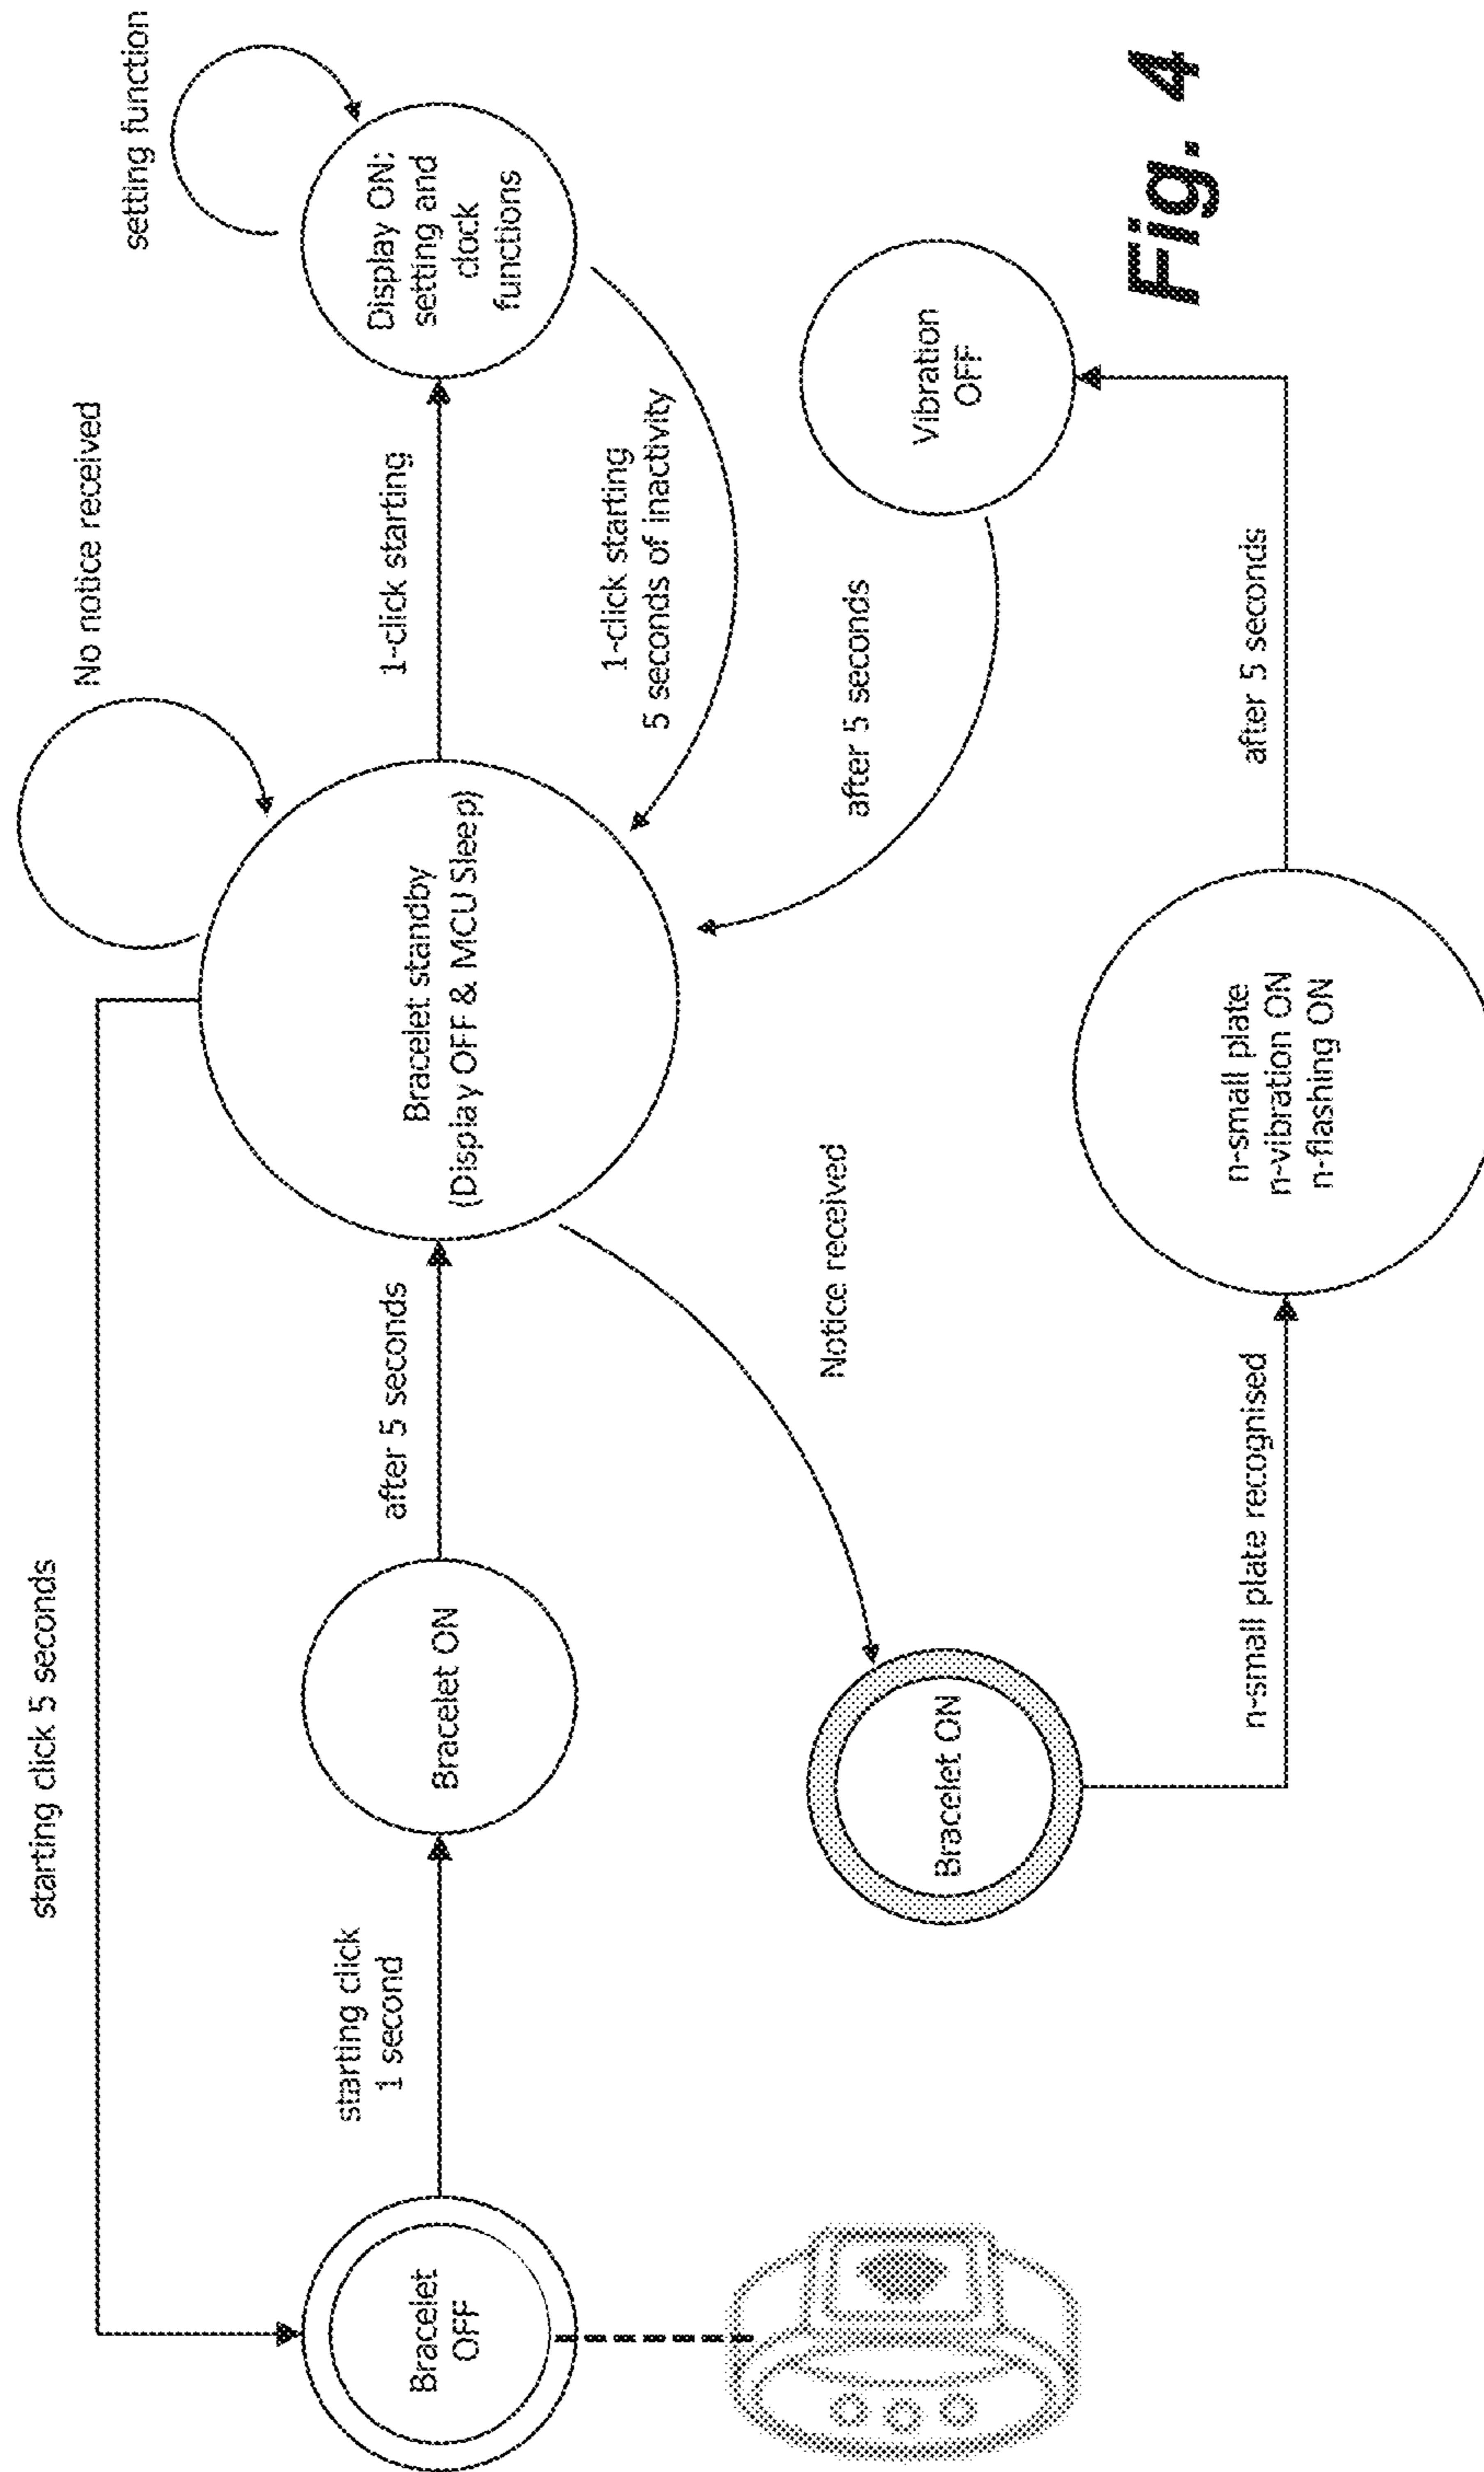 starting click 5 seconds
No notice received
setting function
Bracelet
OFF
starting click
1 second
Bracelet ON
after 5 seconds
Bracelet standby
(Display OFF & MCU Sleep)
1-click starting
Display ON:
setting and
clock
functions
1-click starting
5 seconds of inactivity
Notice received
after 5 seconds
Vibration
OFF
Bracelet ON
n-small plate recognised
n-small plate
n-vibration ON
n-flashing ON
after 5 seconds
Fig. 4